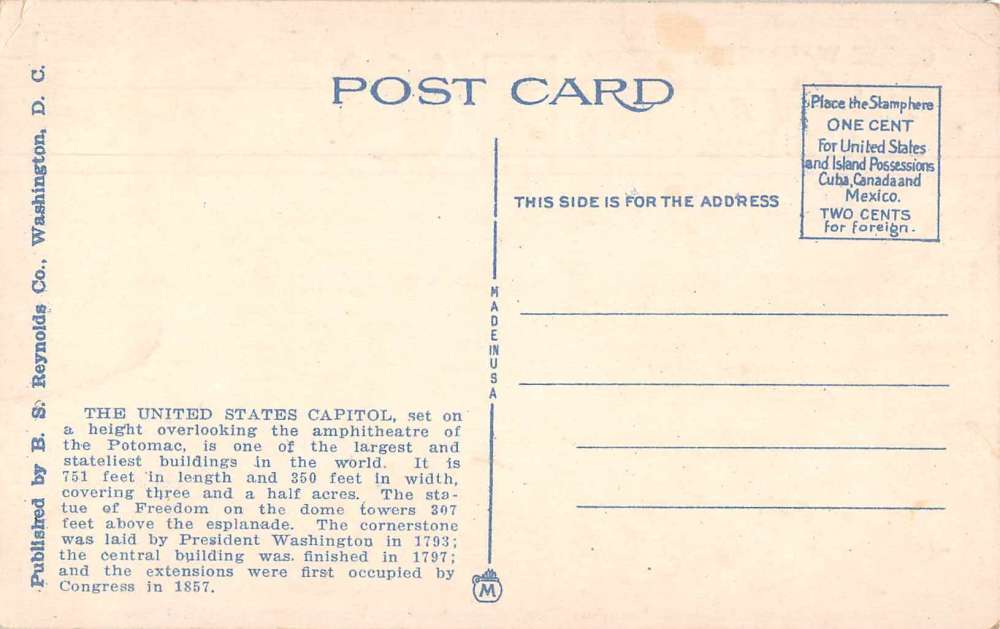 POST CARD
Place the Stamp here
ONE CENT
For United States
and Island Possessions
Cuba, Canada and
Mexico.
TWO CENTS
for foreign.
THIS SIDE IS FOR THE ADDRESS
Published by B. S. Reynolds Co., Washington, D. C.
MADE IN USA
THE UNITED STATES CAPITOL, set on
a height overlooking the amphitheatre of
the Potomac, is one of the largest and
stateliest buildings in the world. It is
751 feet in length and 350 feet in width,
covering three and a half acres. The sta-
tue of Freedom on the dome towers 307
feet above the esplanade. The cornerstone
was laid by President Washington in 1793;
the central building was finished in 1797;
and the extensions were first occupied by
Congress in 1857.
M